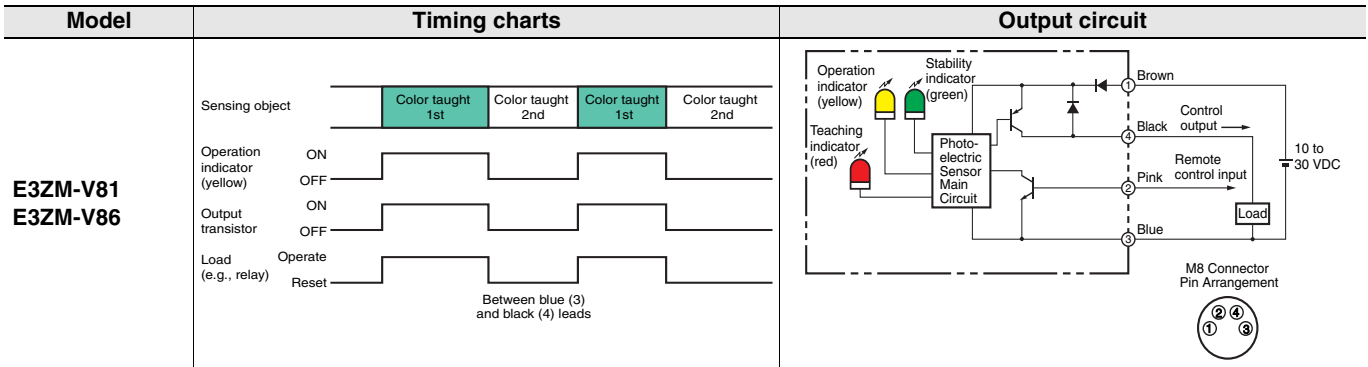 Model
Timing charts
Output circuit
E3ZM-V81
E3ZM-V86
Sensing object
Color taught
1st
Color taught
2nd
Color taught
1st
Color taught
2nd
Operation
indicator
(yellow)
ON
OFF
Output
transistor
ON
OFF
Load
(e.g., relay)
Operate
Reset
Between blue (3)
and black (4) leads
Operation
indicator
(yellow)
Stability
indicator
(green)
Teaching
indicator
(red)
Photo-
electric
Sensor
Main
Circuit
1 Brown
Control
output
4 Black
Remote
control input
2 Pink
10 to
30 VDC
Load
3 Blue
M8 Connector
Pin Arrangement
2 4
1 3